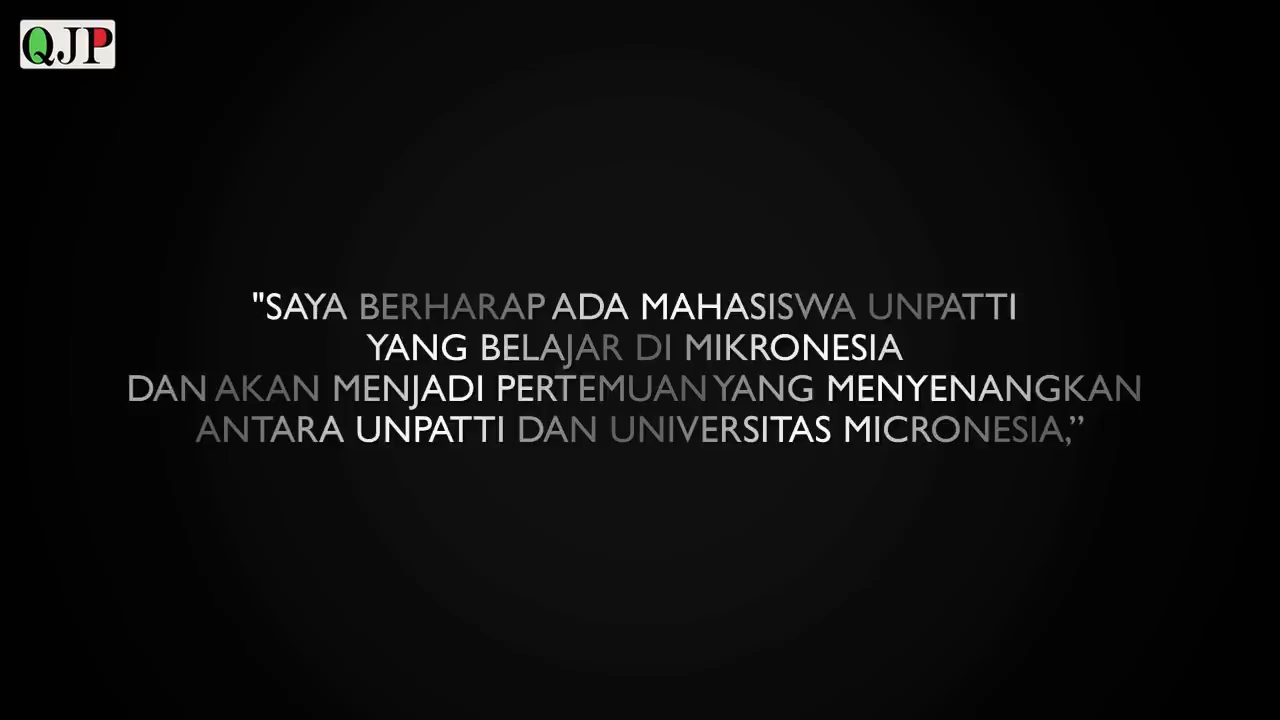 QJP
"SAYA BERHARAP ADA MAHASISWA UNPATTI
YANG BELAJAR DI MIKRONESIA
DAN AKAN MENJADI PERTEMUAN YANG MENYENANGKAN
ANTARA UNPATTI DAN UNIVERSITAS MICRONESIA,”